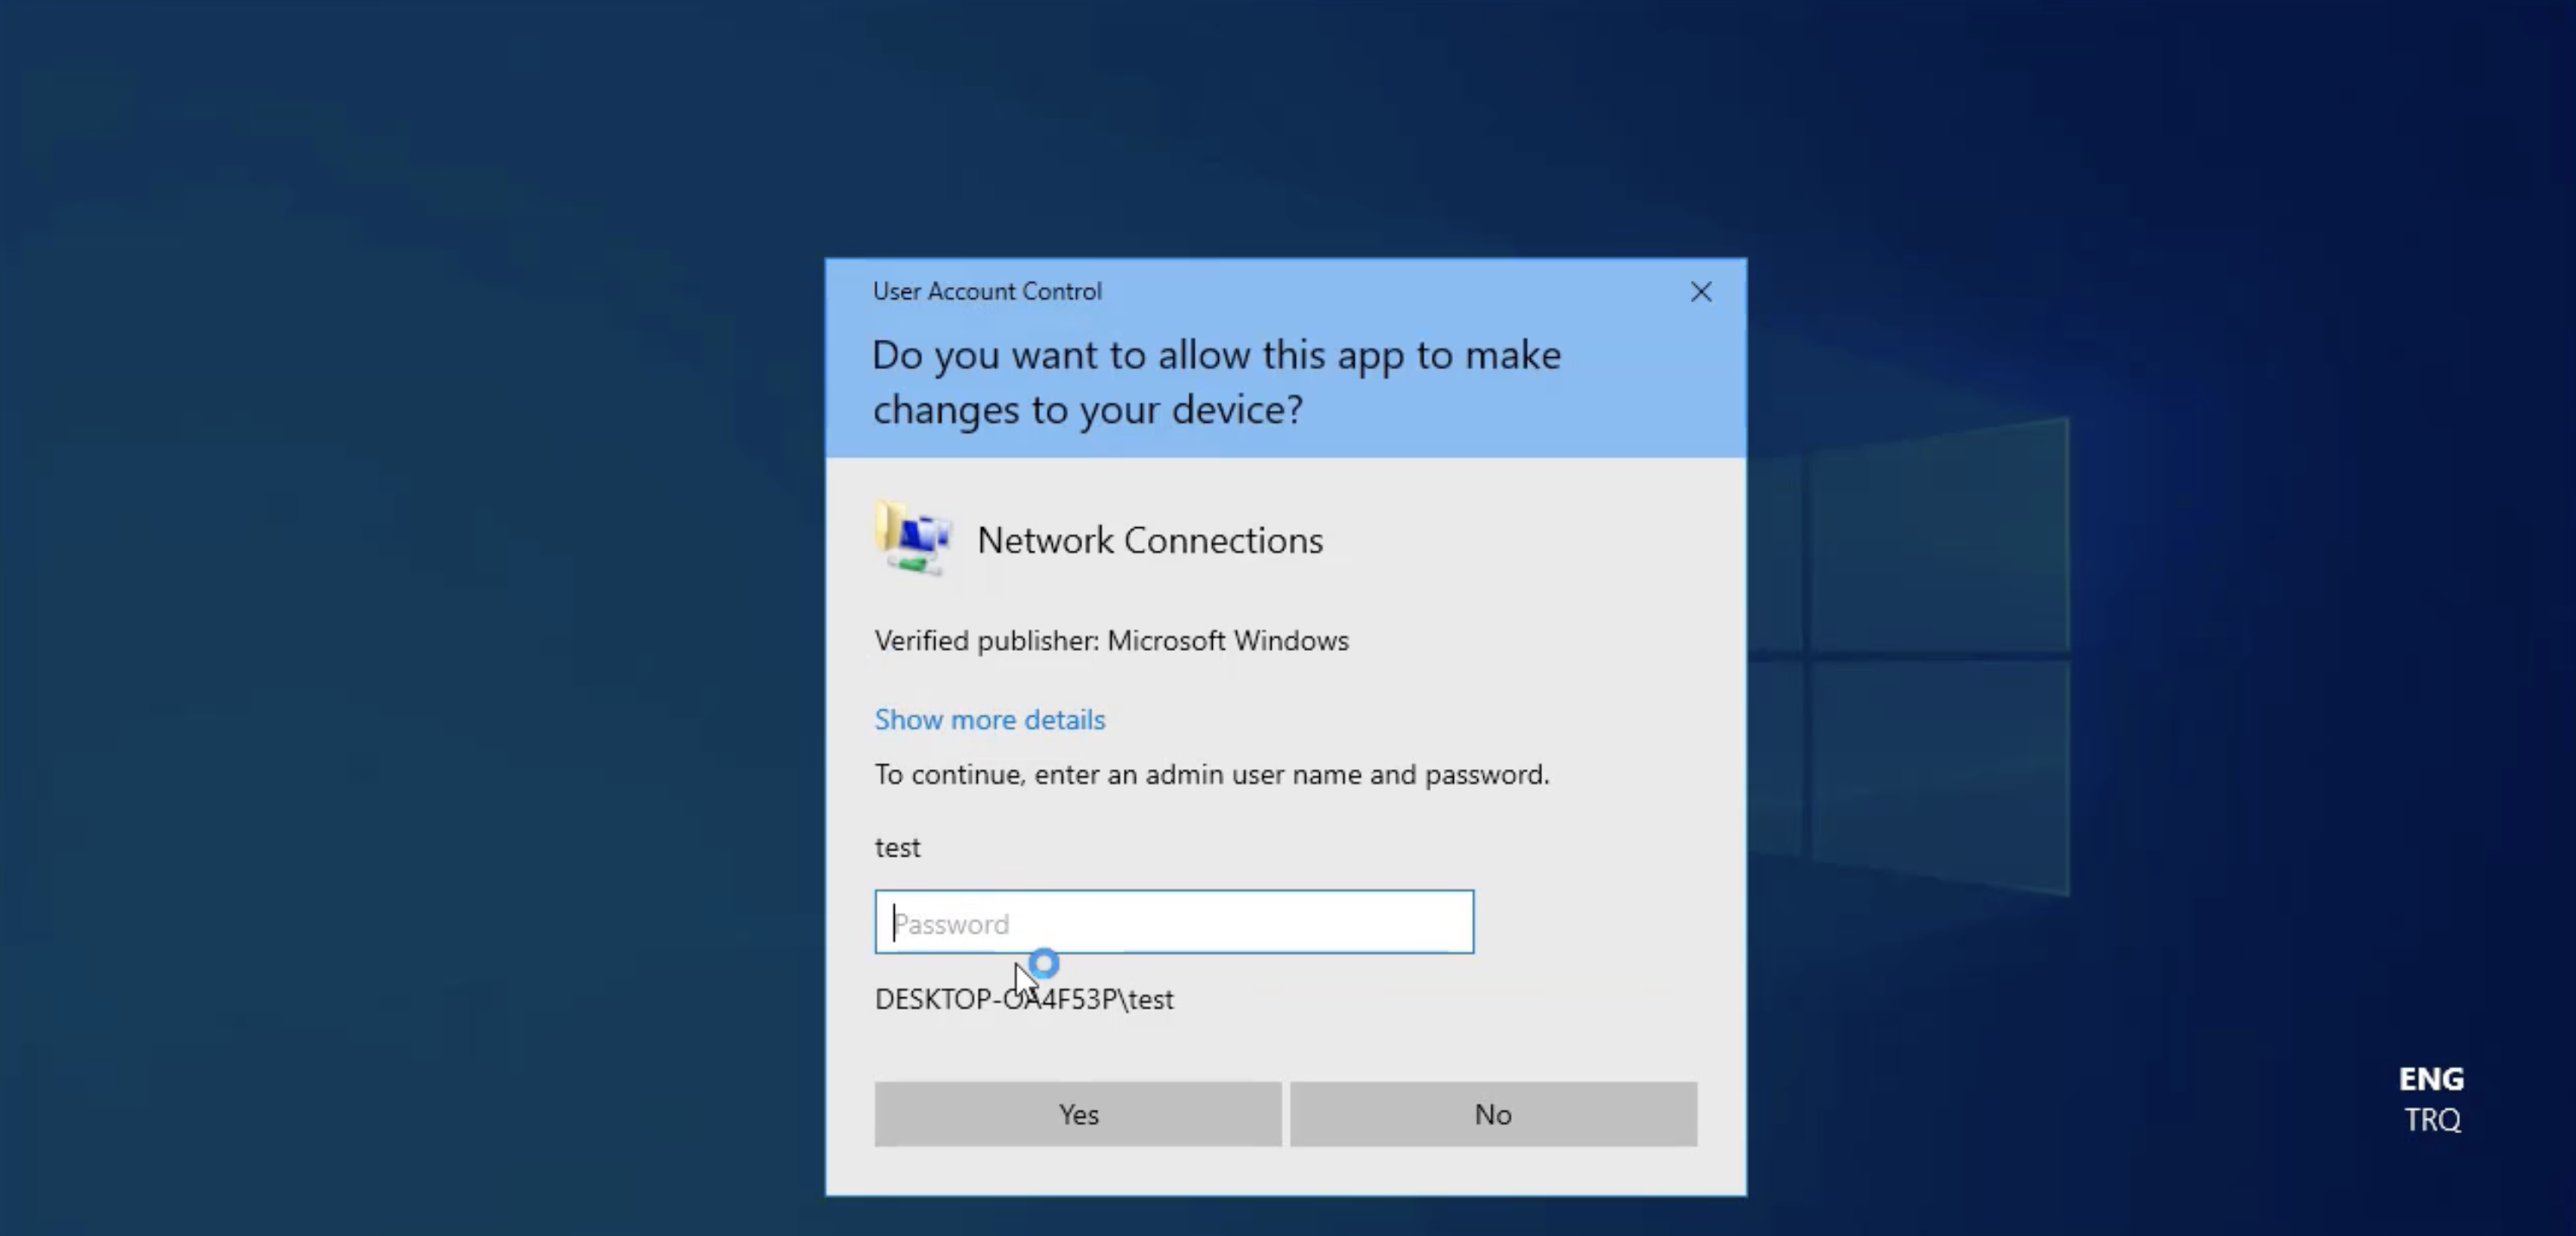 User Account Control
Do you want to allow this app to make
changes to your device?
Network Connections
Verified publisher: Microsoft Windows
Show more details
To continue, enter an admin user name and password.
test
Password
DESKTOP-OA4F53P\test
Yes
No
ENG
TRQ